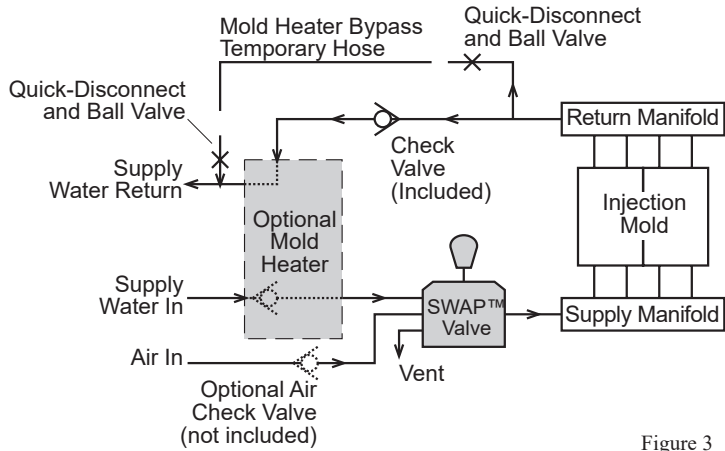 Mold Heater Bypass
Temporary Hose
Quick-Disconnect
and Ball Valve
Quick-Disconnect
and Ball Valve
Return Manifold
Check
Valve
(Included)
Supply
Water Return
Optional
Mold
Heater
Injection
Mold
Supply
Water In
SWAP™
Valve
Supply Manifold
Air In
Vent
Optional Air
Check Valve
(not included)
Figure 3